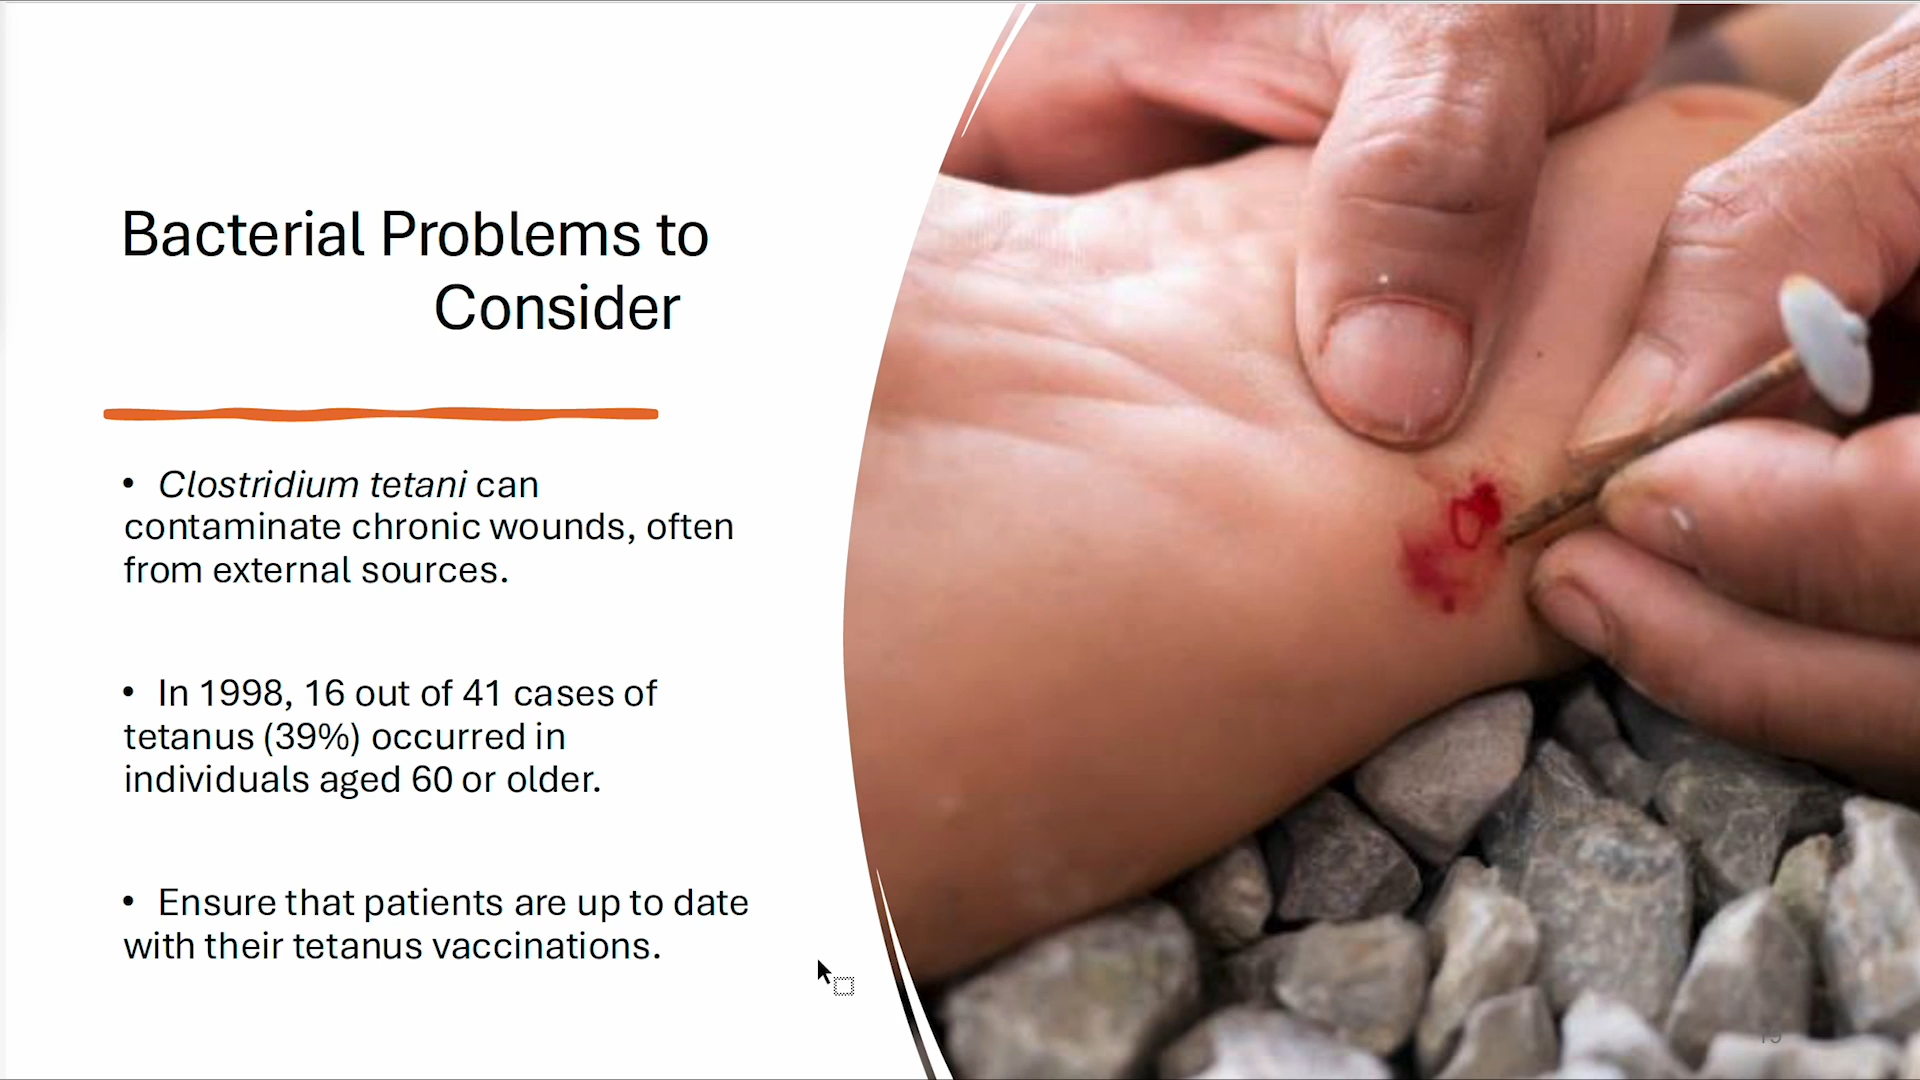 Bacterial Problems to
Consider
• Clostridium tetani can
contaminate chronic wounds, often
from external sources.
• In 1998, 16 out of 41 cases of
tetanus (39%) occurred in
individuals aged 60 or older.
• Ensure that patients are up to date
with their tetanus vaccinations.